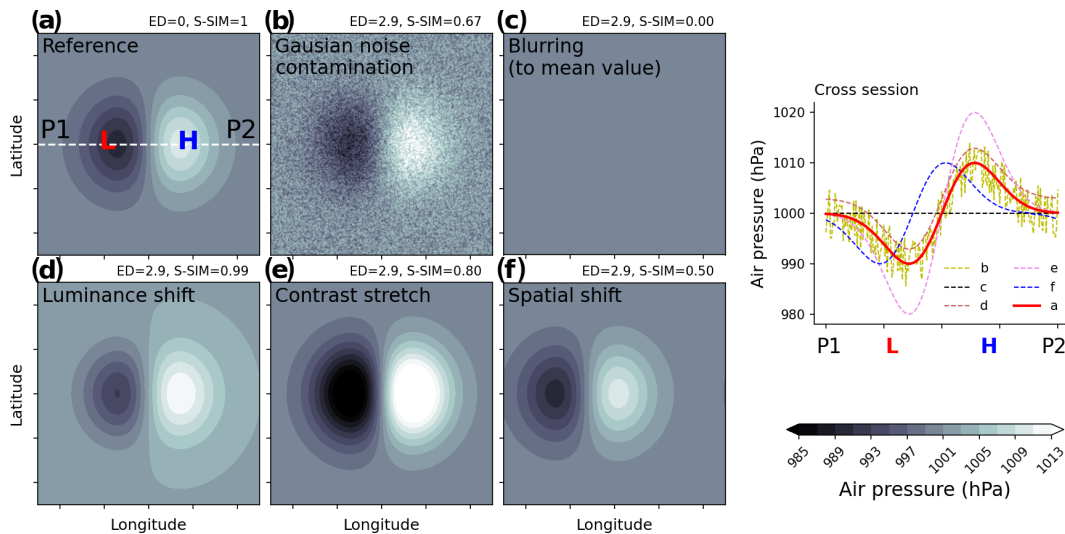 (a)
ED=0, S-SIM=1
Reference
P1
L
H
P2
Latitude
(b)
ED=2.9, S-SIM=0.67
Gausian noise
contamination
(c)
ED=2.9, S-SIM=0.00
Blurring
(to mean value)
(d)
ED=2.9, S-SIM=0.99
Luminance shift
Latitude
Longitude
(e)
ED=2.9, S-SIM=0.80
Contrast stretch
Longitude
(f)
ED=2.9, S-SIM=0.50
Spatial shift
Longitude
Cross session
Air pressure (hPa)
1020
1010
1000
990
980
b
c
d
e
f
a
P1
L
H
P2
985
989
993
997
1001
1005
1009
1013
Air pressure (hPa)